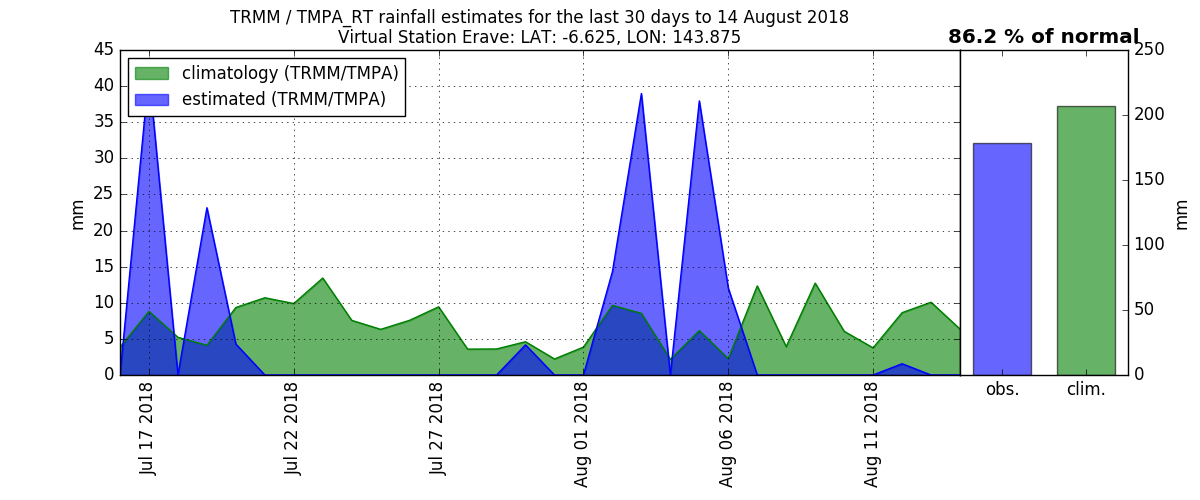 TRMM / TMPA_RT rainfall estimates for the last 30 days to 14 August 2018
Virtual Station Erave: LAT: -6.625, LON: 143.875
86.2 % of normal
climatology (TRMM/TMPA)
estimated (TRMM/TMPA)
45
40
35
30
25
20
15
10
5
0
mm
Jul 17 2018
Jul 22 2018
Jul 27 2018
Aug 01 2018
Aug 06 2018
Aug 11 2018
250
200
150
100
50
0
mm
obs.
clim.